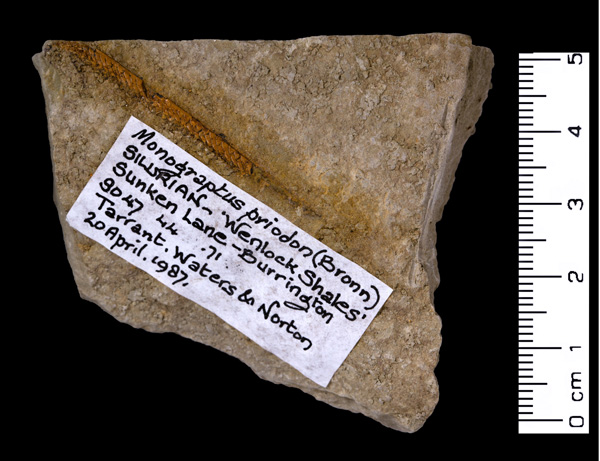 Monograptus priodon (Bronn)
SILURIAN - Wenlock Shales'
Sunken Lane - Burrington
9047 44 71.
Tarrant. Waters & Norton
20 April. 1987.
5
4
3
2
1
0 cm